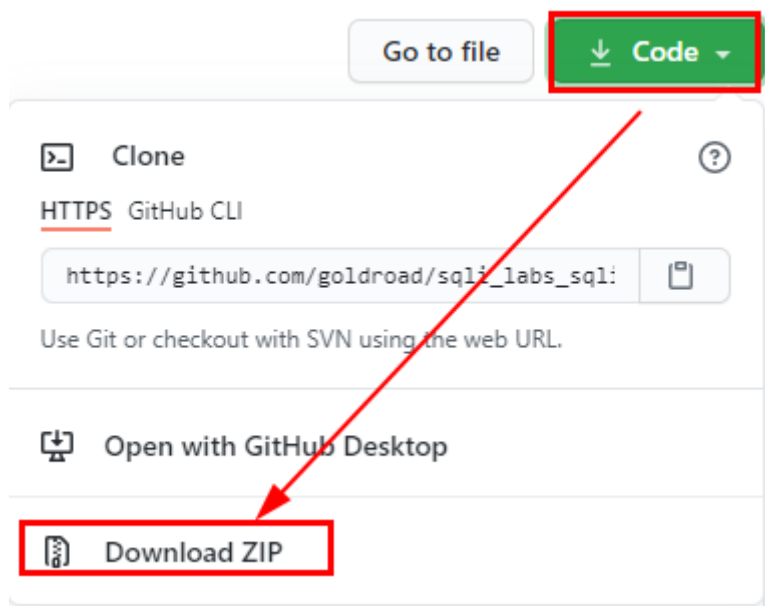 Go to file
Code
Clone
HTTPS GitHub CLI
https://github.com/goldroad/sqli_labs_sqli
Use Git or checkout with SVN using the web URL.
Open with GitHub Desktop
Download ZIP